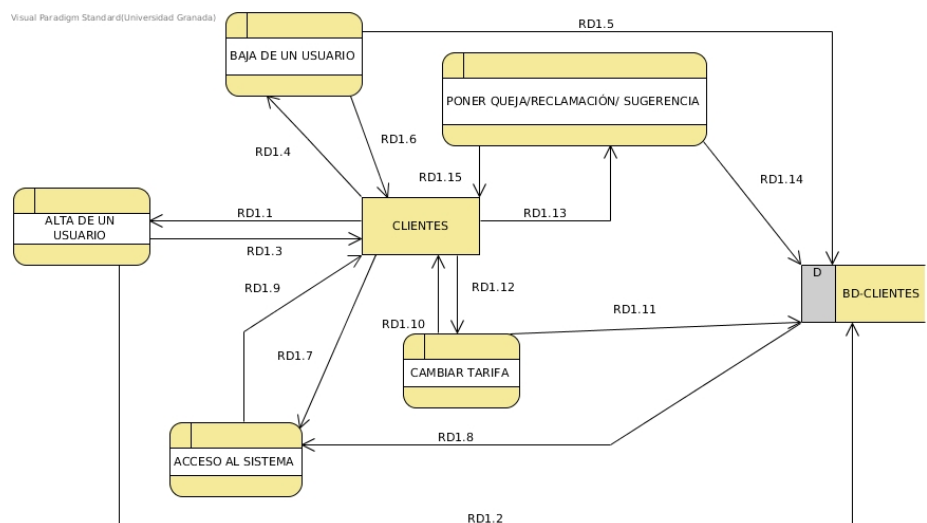 Visual Paradigm Standard(Universidad Granada)
RD1.5
BAJA DE UN USUARIO
PONER QUEJA/RECLAMACIÓN/ SUGERENCIA
RD1.4
RD1.6
RD1.15
RD1.14
RD1.1
RD1.13
ALTA DE UN
USUARIO
CLIENTES
RD1.3
D
BD-CLIENTES
RD1.9
RD1.12
RD1.10
RD1.11
RD1.7
CAMBIAR TARIFA
RD1.8
ACCESO AL SISTEMA
RD1.2